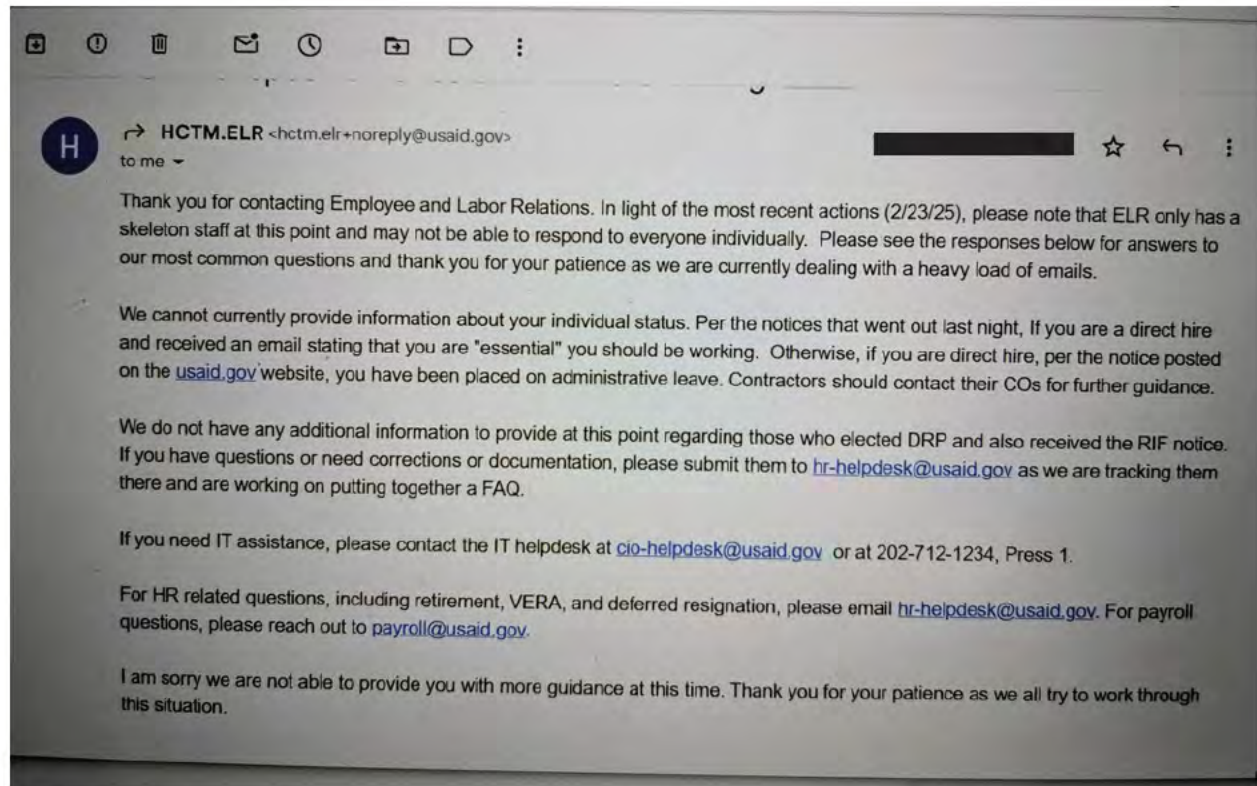 H
HCTM.ELR <hctm.elr+noreply@usaid.gov>
to me
Thank you for contacting Employee and Labor Relations. In light of the most recent actions (2/23/25), please note that ELR only has a
skeleton staff at this point and may not be able to respond to everyone individually. Please see the responses below for answers to
our most common questions and thank you for your patience as we are currently dealing with a heavy load of emails.
We cannot currently provide information about your individual status. Per the notices that went out last night, If you are a direct hire
and received an email stating that you are "essential" you should be working. Otherwise, if you are direct hire, per the notice posted
on the usaid.gov website, you have been placed on administrative leave. Contractors should contact their COs for further guidance.
We do not have any additional information to provide at this point regarding those who elected DRP and also received the RIF notice.
If you have questions or need corrections or documentation, please submit them to hr-helpdesk@usaid.gov as we are tracking them
there and are working on putting together a FAQ.
If you need IT assistance, please contact the IT helpdesk at cio-helpdesk@usaid.gov or at 202-712-1234, Press 1.
For HR related questions, including retirement, VERA, and deferred resignation, please email hr-helpdesk@usaid.gov. For payroll
questions, please reach out to payroll@usaid.gov.
I am sorry we are not able to provide you with more guidance at this time. Thank you for your patience as we all try to work through
this situation.